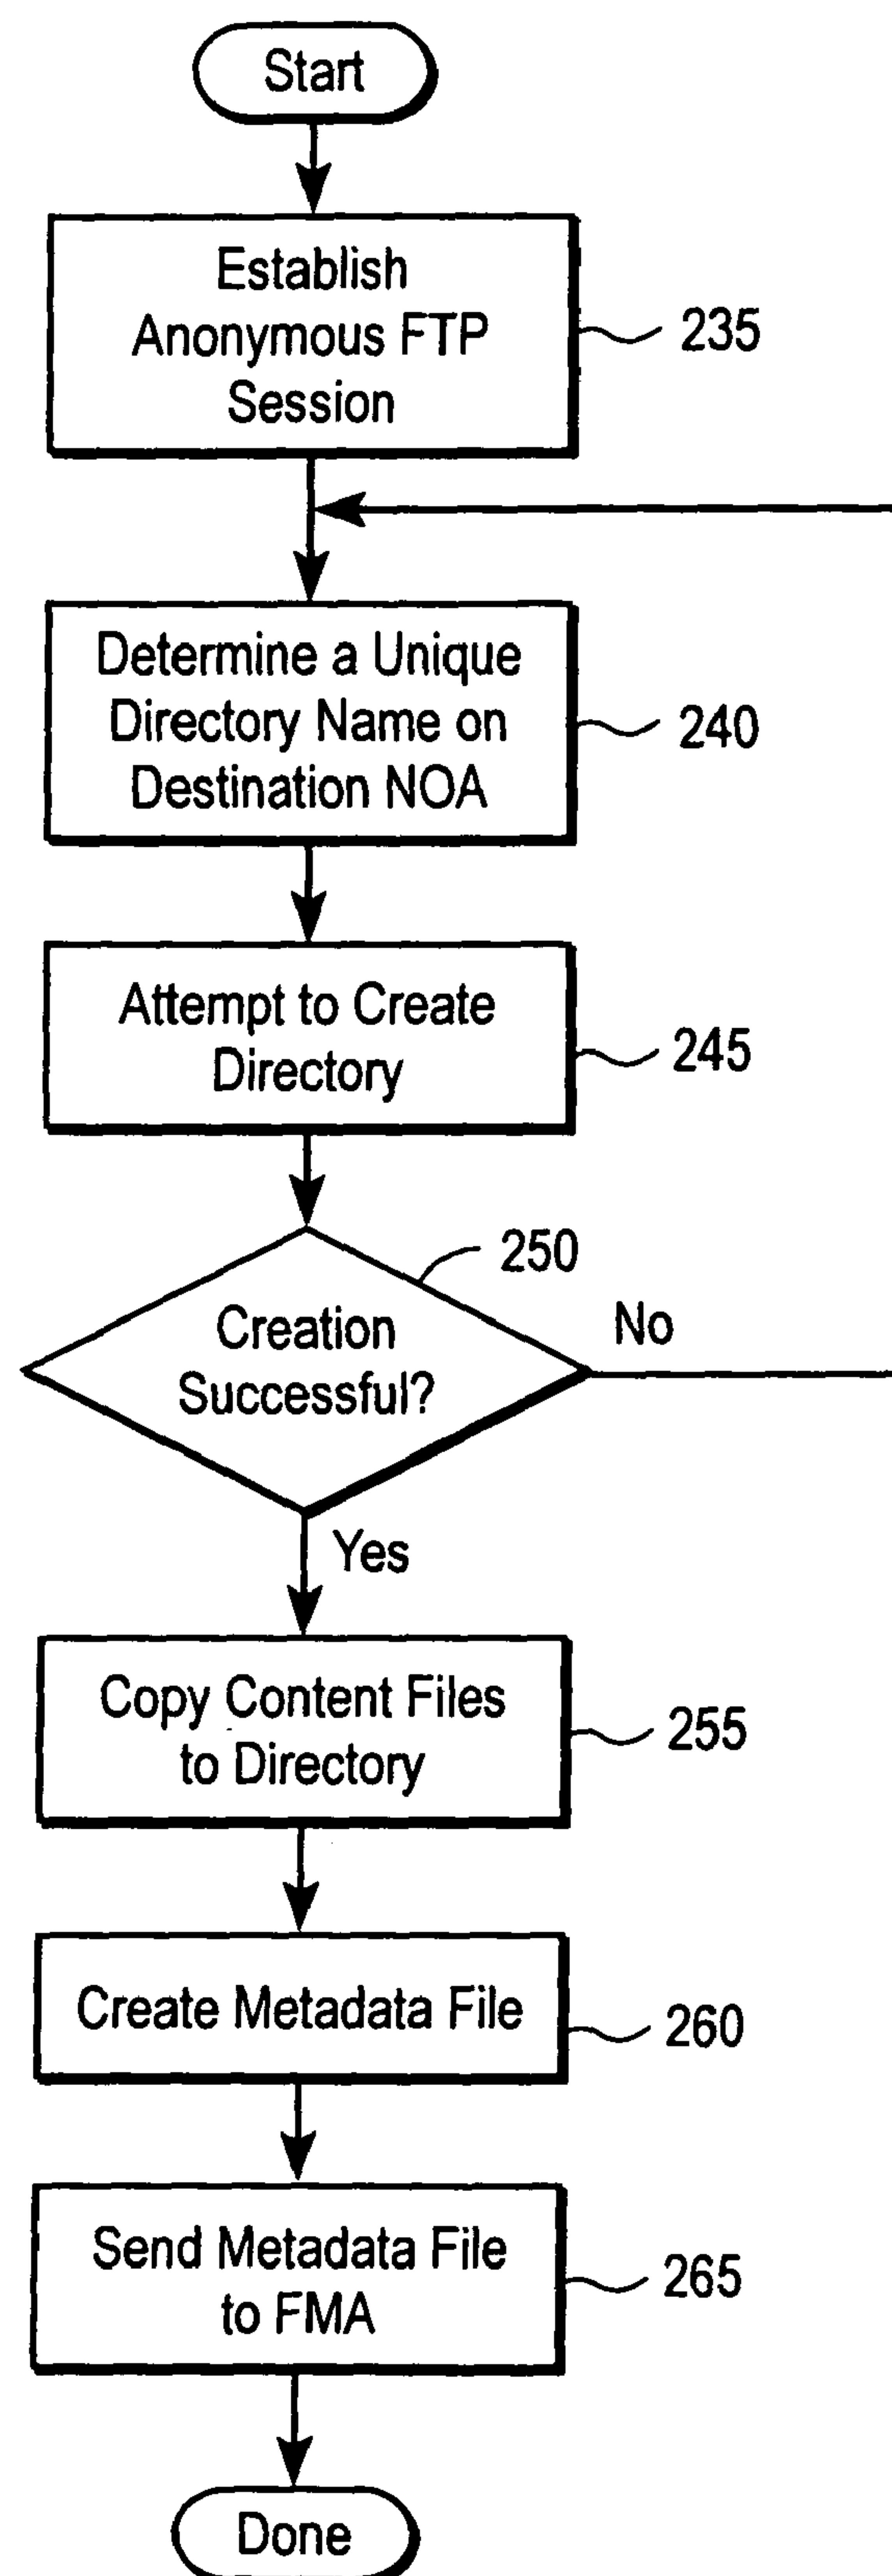 Start
Establish
Anonymous FTP
Session
235
Determine a Unique
Directory Name on
Destination NOA
240
Attempt to Create
Directory
245
250
Creation
Successful?
No
Yes
Copy Content Files
to Directory
255
Create Metadata File
260
Send Metadata File
to FMA
265
Done